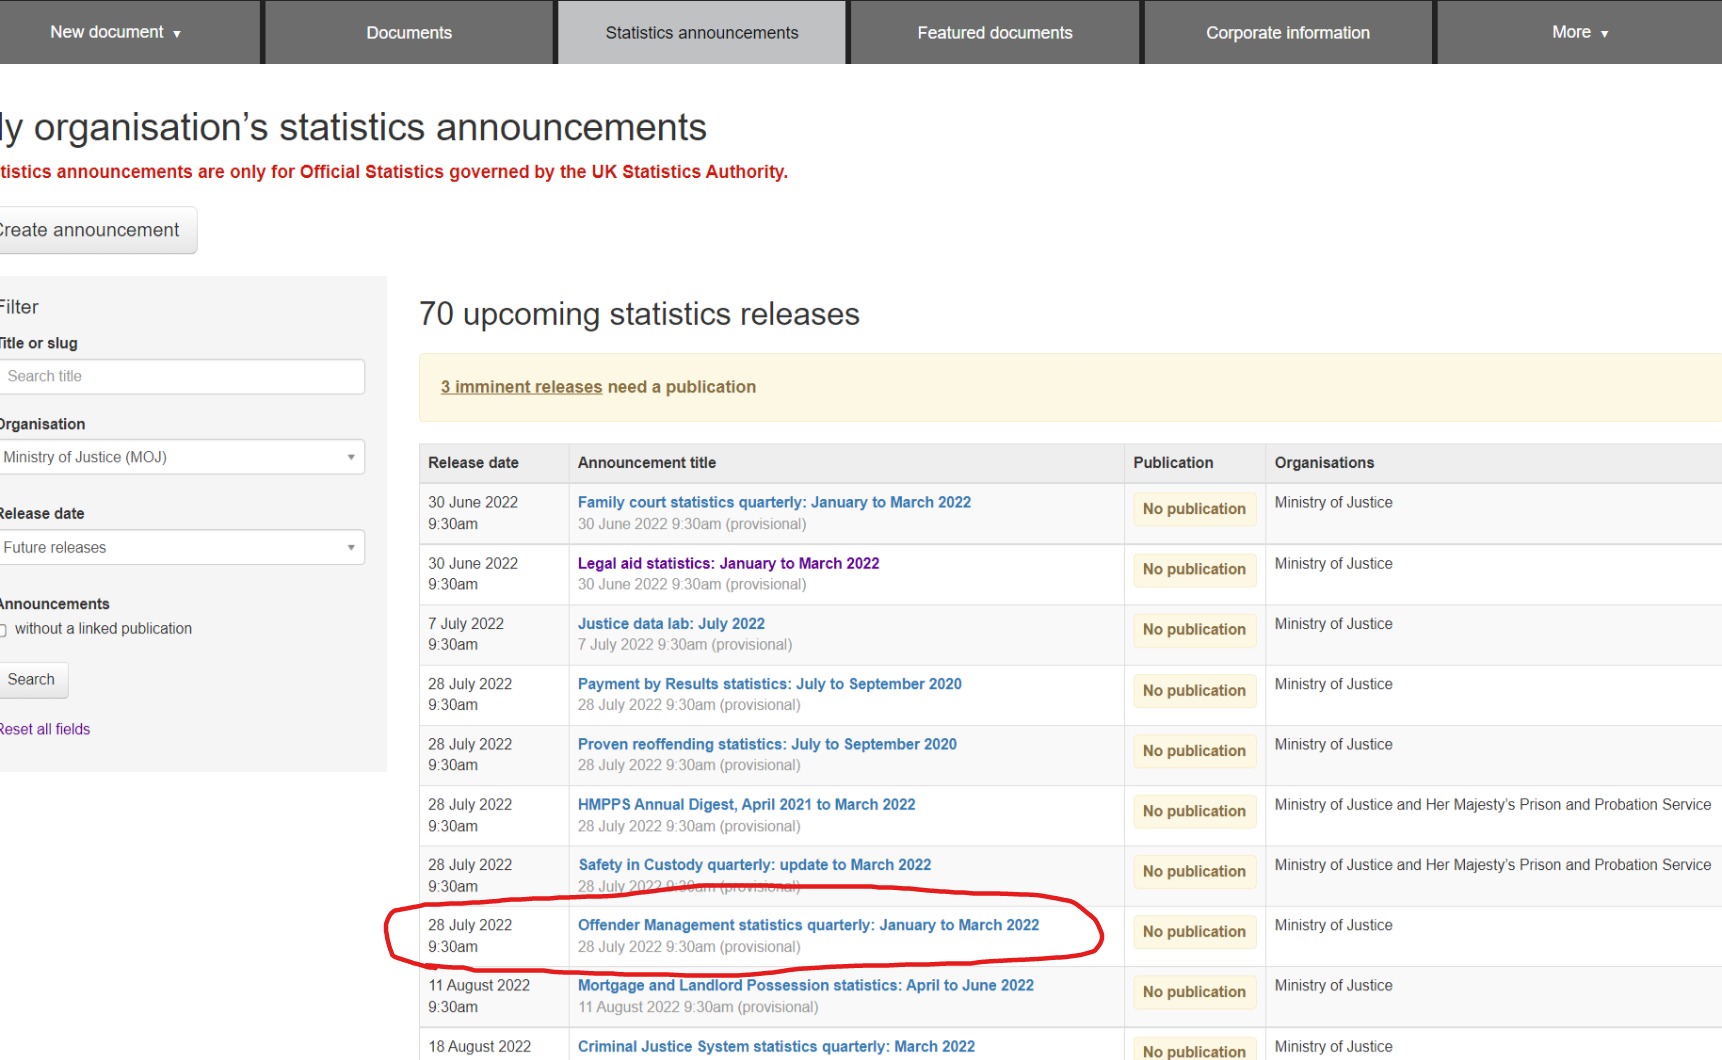 New document ▾
Documents
Statistics announcements
Featured documents
Corporate information
More ▾
ly organisation’s statistics announcements
tistics announcements are only for Official Statistics governed by the UK Statistics Authority.
Create announcement
Filter
Title or slug
Search title
Organisation
Ministry of Justice (MOJ)
Release date
Future releases
Announcements
without a linked publication
Search
Reset all fields
70 upcoming statistics releases
3 imminent releases need a publication
Release date Announcement title Publication Organisations
30 June 2022 Family court statistics quarterly: January to March 2022 No publication Ministry of Justice
9:30am 30 June 2022 9:30am (provisional)
30 June 2022 Legal aid statistics: January to March 2022 No publication Ministry of Justice
9:30am 30 June 2022 9:30am (provisional)
7 July 2022 Justice data lab: July 2022 No publication Ministry of Justice
9:30am 7 July 2022 9:30am (provisional)
28 July 2022 Payment by Results statistics: July to September 2020 No publication Ministry of Justice
9:30am 28 July 2022 9:30am (provisional)
28 July 2022 Proven reoffending statistics: July to September 2020 No publication Ministry of Justice
9:30am 28 July 2022 9:30am (provisional)
28 July 2022 HMPPS Annual Digest, April 2021 to March 2022 No publication Ministry of Justice and Her Majesty’s Prison and Probation Service
9:30am 28 July 2022 9:30am (provisional)
28 July 2022 Safety in Custody quarterly: update to March 2022 No publication Ministry of Justice and Her Majesty’s Prison and Probation Service
9:30am 28 July 2022 9:30am (provisional)
28 July 2022 Offender Management statistics quarterly: January to March 2022 No publication Ministry of Justice
9:30am 28 July 2022 9:30am (provisional)
11 August 2022 Mortgage and Landlord Possession statistics: April to June 2022 No publication Ministry of Justice
9:30am 11 August 2022 9:30am (provisional)
18 August 2022 Criminal Justice System statistics quarterly: March 2022 No publication Ministry of Justice